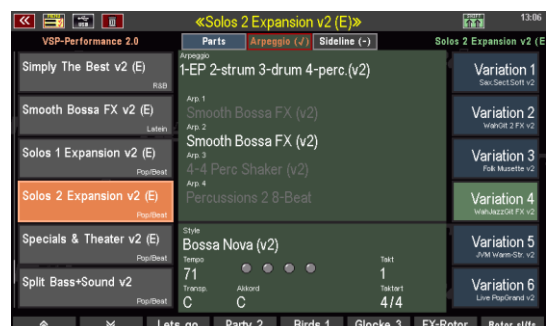 «Solos 2 Expansion v2 (E)»
13:06
VSP-Performance 2.0
Parts
Arpeggio (√)
Sideline (-)
Solos 2 Expansion v2 (E
Simply The Best v2 (E)
R&B
Smooth Bossa FX v2 (E)
Latein
Solos 1 Expansion v2 (E)
Pop/Beat
Solos 2 Expansion v2 (E)
Pop/Beat
Specials & Theater v2 (E)
Pop/Beat
Split Bass+Sound v2
Pop/Beat
Arpeggio
1-EP 2-strum 3-drum 4-perc.(v2)
Arp. 1
Smooth Bossa FX (v2)
Arp. 2
Smooth Bossa FX (v2)
Arp. 3
4-4 Perc Shaker (v2)
Arp. 4
Percussions 2 8-Beat
Style
Bossa Nova (v2)
Tempo
Takt
71
1
Transp.
Akkord
Taktart
C
C
4/4
Variation 1
Sax.Sect.Soft v2
Variation 2
WahGit 2 FX v2
Variation 3
Folk Musette v2
Variation 4
WahJazzGit FX v2
Variation 5
JVM Warm-Str. v2
Variation 6
Live PopGrand v2
Lets go
Party 2
Birds 1
Glocke 3
FX-Rotor
Rotor sl/fs